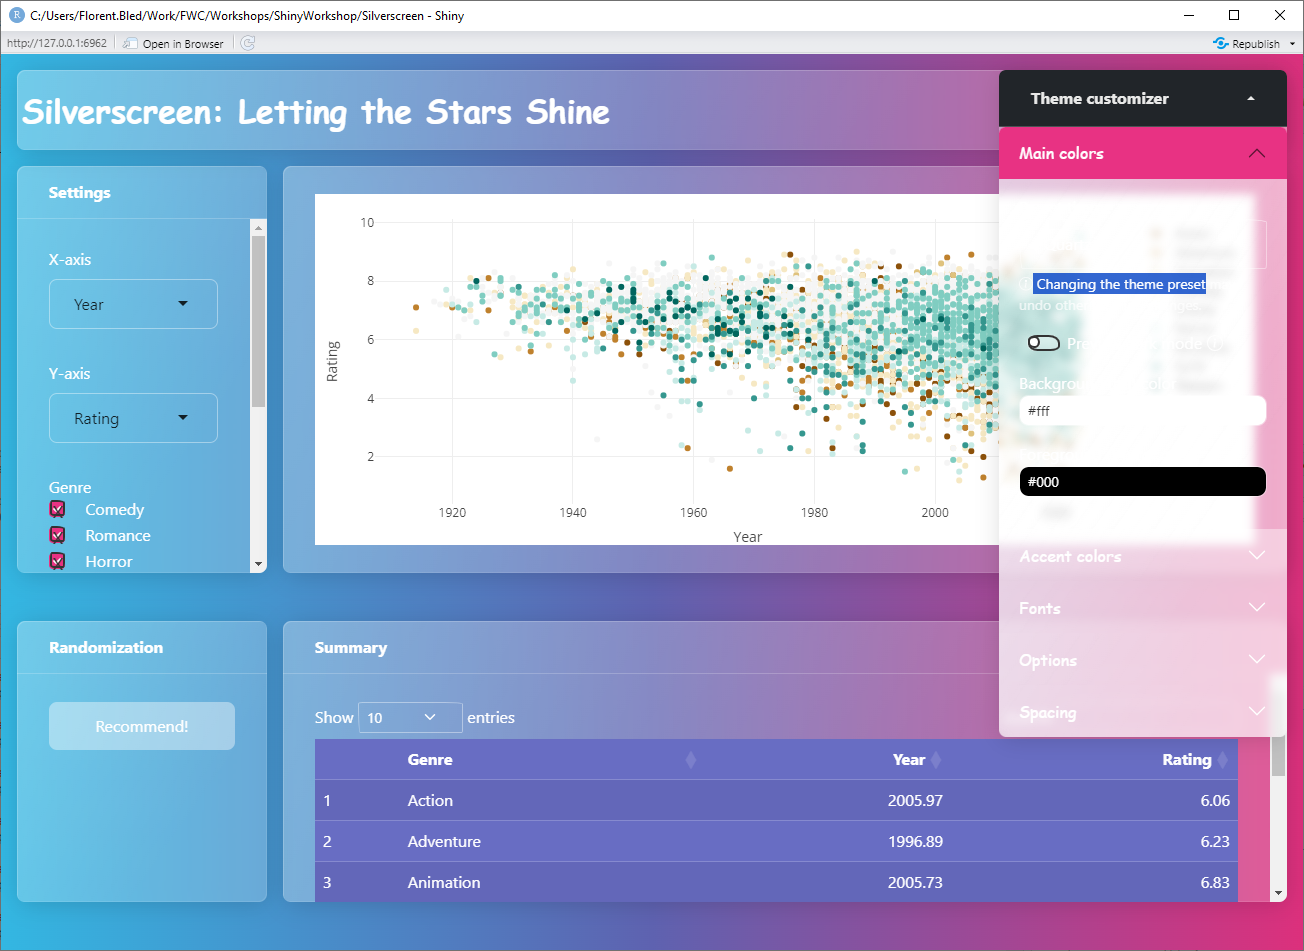 C:/Users/Florent.Bled/Work/FWC/Workshops/ShinyWorkshop/Silverscreen - Shiny
http://127.0.0.1:6962
Open in Browser
Republish
Silverscreen: Letting the Stars Shine
Theme customizer
Main colors
Settings
X-axis
Year
Y-axis
Rating
Genre
Comedy
Romance
Horror
10
8
6
4
2
Rating
1920
1940
1960
1980
2000
Year
Changing the theme preset
undo
#fff
#000
Accent colors
Fonts
Options
Spacing
Randomization
Recommend!
Summary
Show 10 entries
Genre Year Rating
1 Action 2005.97 6.06
2 Adventure 1996.89 6.23
3 Animation 2005.73 6.83